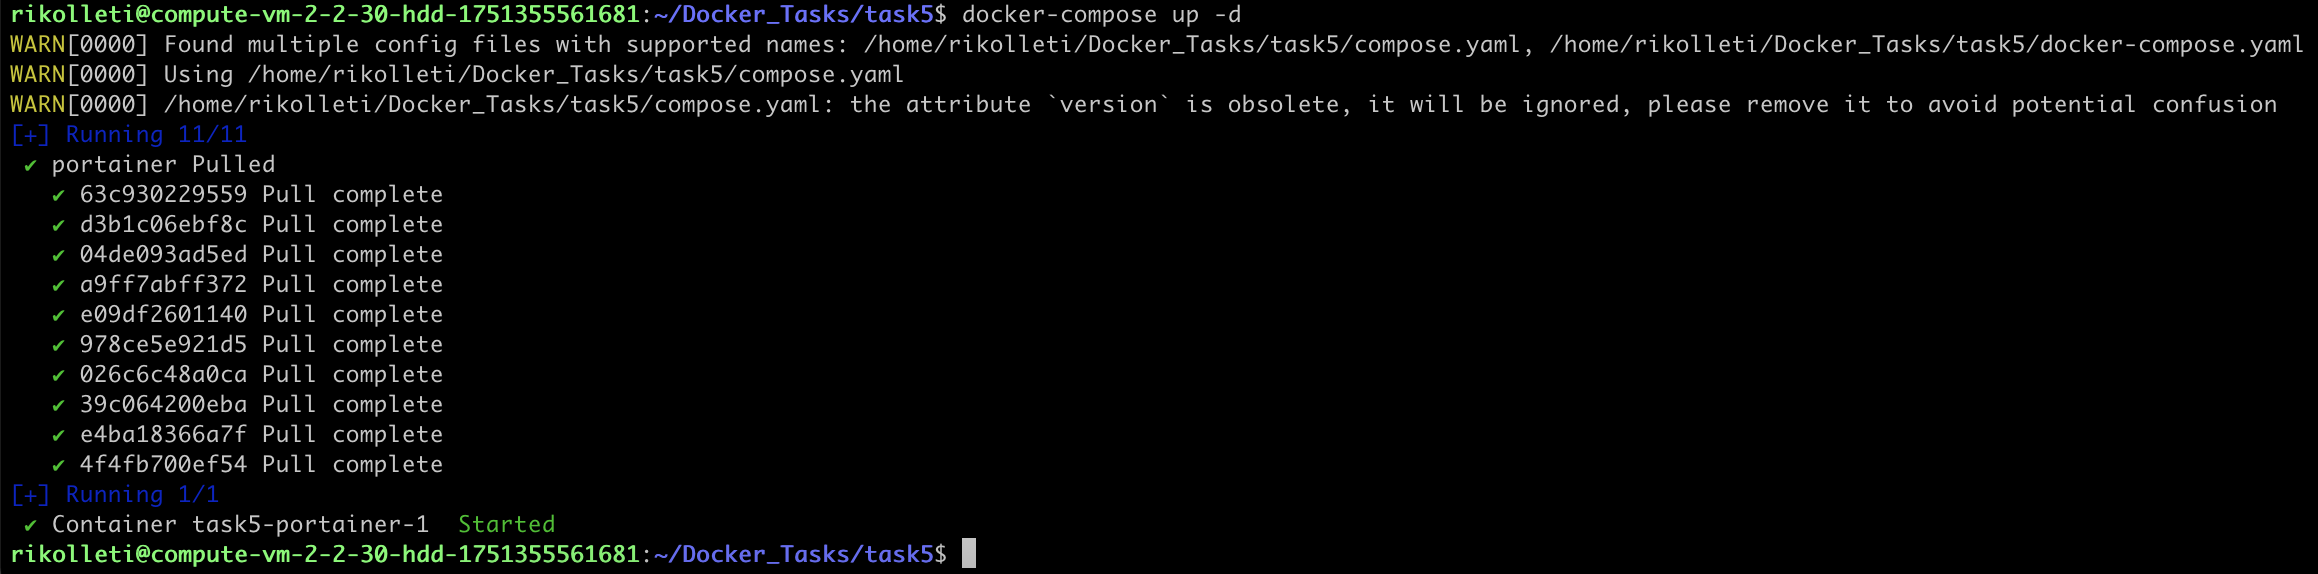 rikolleti@compute-vm-2-2-30-hdd-1751355561681:~/Docker_Tasks/task5$ docker-compose up -d
WARN[0000] Found multiple config files with supported names: /home/rikolleti/Docker_Tasks/task5/compose.yaml, /home/rikolleti/Docker_Tasks/task5/docker-compose.yaml
WARN[0000] Using /home/rikolleti/Docker_Tasks/task5/compose.yaml
WARN[0000] /home/rikolleti/Docker_Tasks/task5/compose.yaml: the attribute `version` is obsolete, it will be ignored, please remove it to avoid potential confusion
[+] Running 11/11
✔ portainer Pulled
✔ 63c930229559 Pull complete
✔ d3b1c06ebf8c Pull complete
✔ 04de093ad5ed Pull complete
✔ a9ff7abff372 Pull complete
✔ e09df2601140 Pull complete
✔ 978ce5e921d5 Pull complete
✔ 026c6c48a0ca Pull complete
✔ 39c064200eba Pull complete
✔ e4ba18366a7f Pull complete
✔ 4f4fb700ef54 Pull complete
[+] Running 1/1
✔ Container task5-portainer-1  Started
rikolleti@compute-vm-2-2-30-hdd-1751355561681:~/Docker_Tasks/task5$